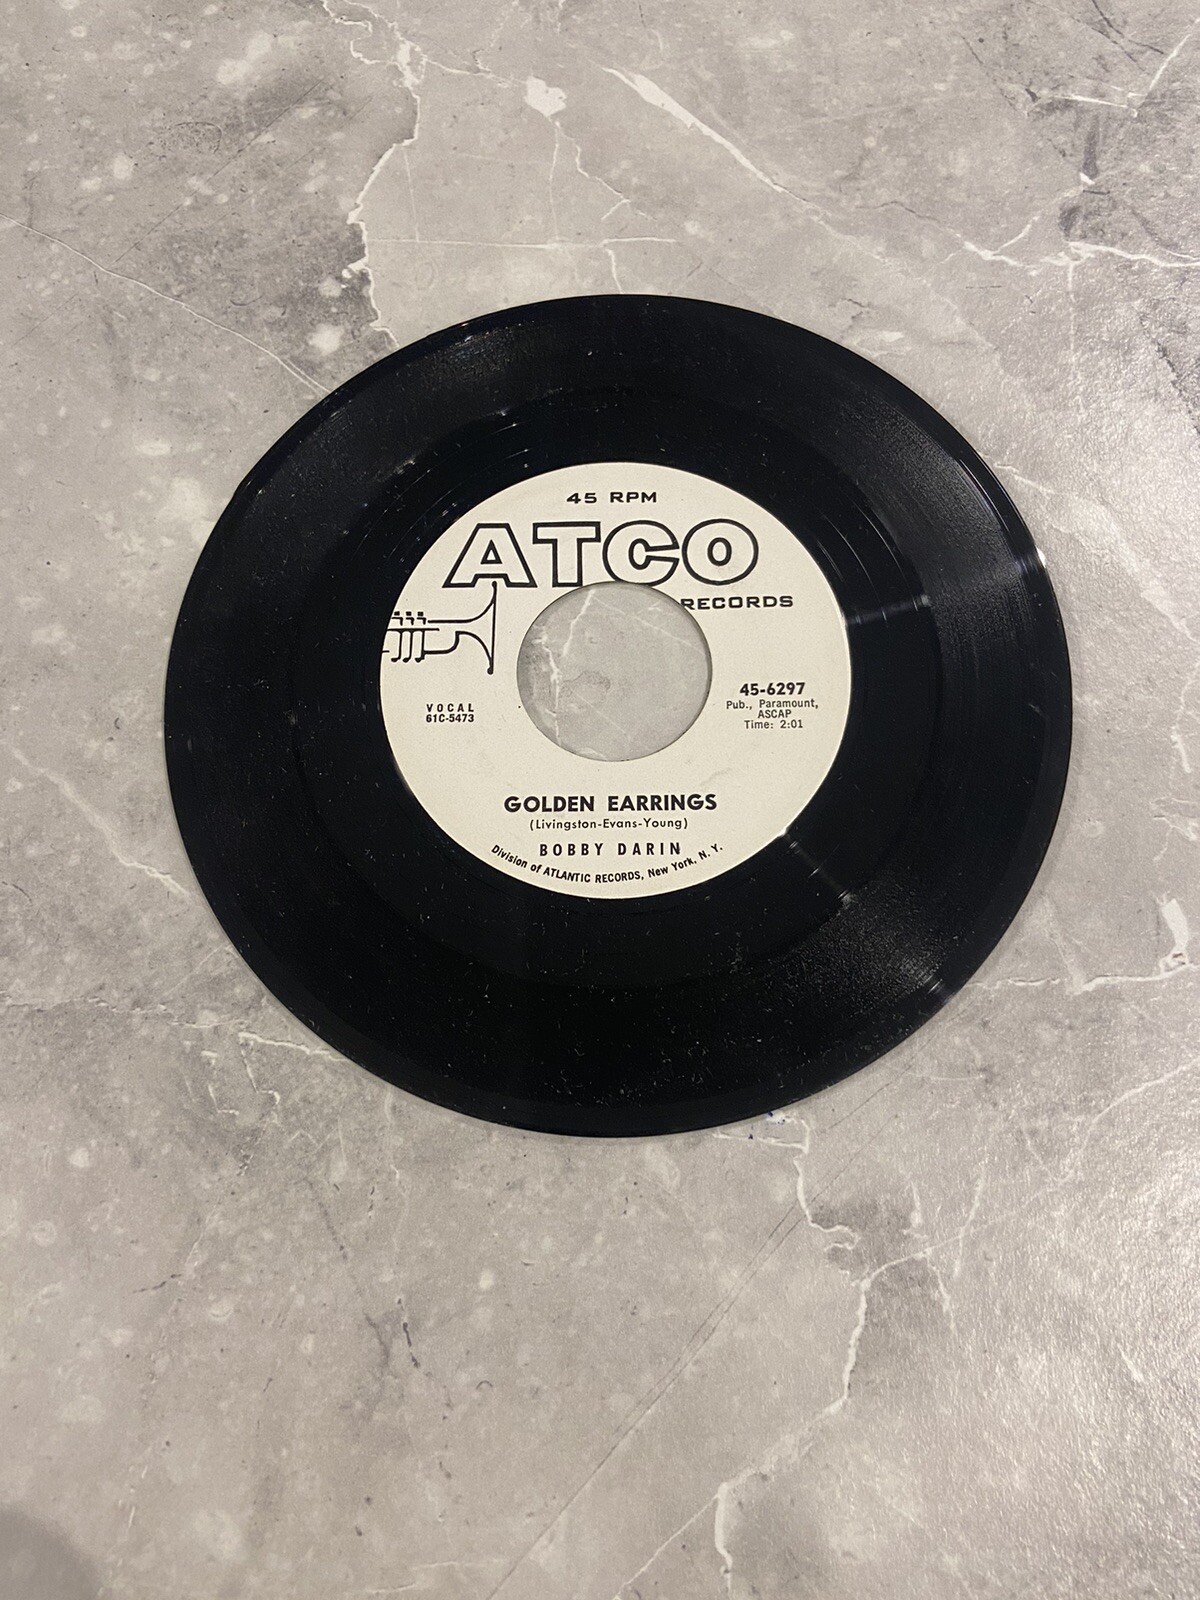 45 RPM
ATCO
RECORDS
VOCAL
61C-5473
45-6297
Pub., Paramount,
ASCAP
Time: 2:01
GOLDEN EARRINGS
(Livingston-Evans-Young)
BOBBY DARIN
Division of ATLANTIC RECORDS, New York, N. Y.